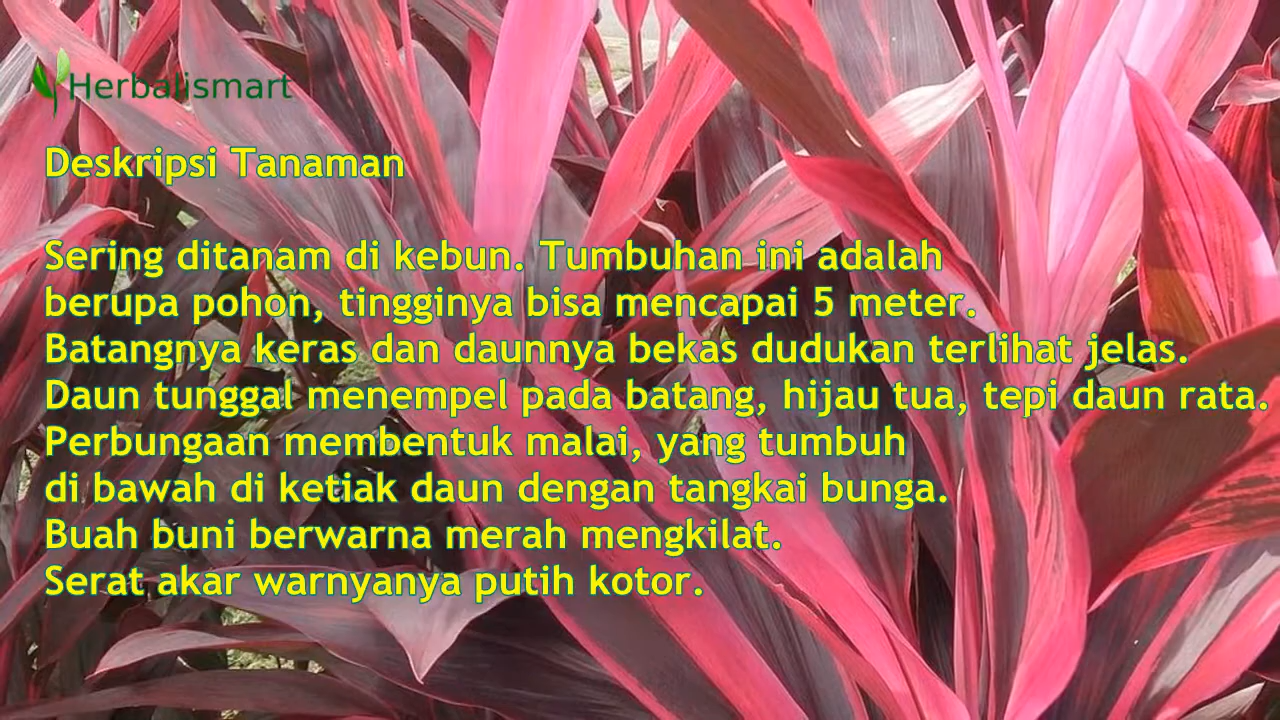 Herbalismart
Deskripsi Tanaman
Sering ditanam di kebun. Tumbuhan ini adalah
berupa pohon, tingginya bisa mencapai 5 meter.
Batangnya keras dan daunnya bekas dudukan terlihat jelas.
Daun tunggal menempel pada batang, hijau tua, tepi daun rata.
Perbungaan membentuk malai, yang tumbuh
di bawah di ketiak daun dengan tangkai bunga.
Buah buni berwarna merah mengkilat.
Serat akar warnyanya putih kotor.